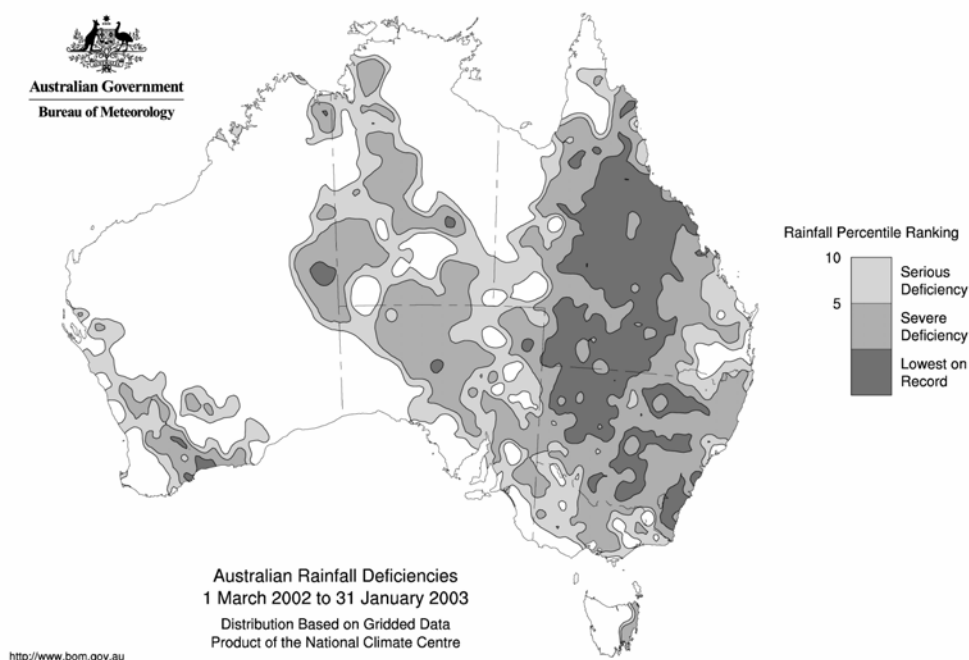 Australian Government
Bureau of Meteorology
Rainfall Percentile Ranking
10
Serious
Deficiency
5
Severe
Deficiency
Lowest on
Record
Australian Rainfall Deficiencies
1 March 2002 to 31 January 2003
Distribution Based on Gridded Data
Product of the National Climate Centre
http://www.bom.gov.au